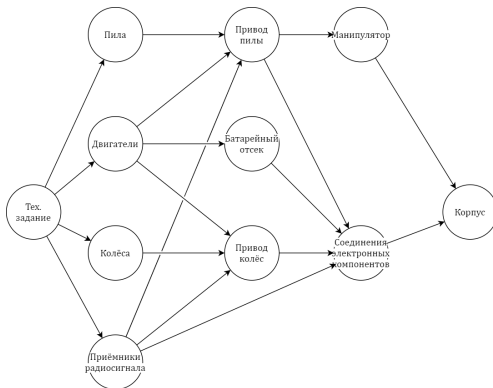 Пила
Привод
пилы
Манипулятор
Двигатели
Батарейный
отсек
Тех.
задание
Корпус
Колёса
Привод
колёс
Соединения
электронных
компонентов
Приёмники
радиосигнала